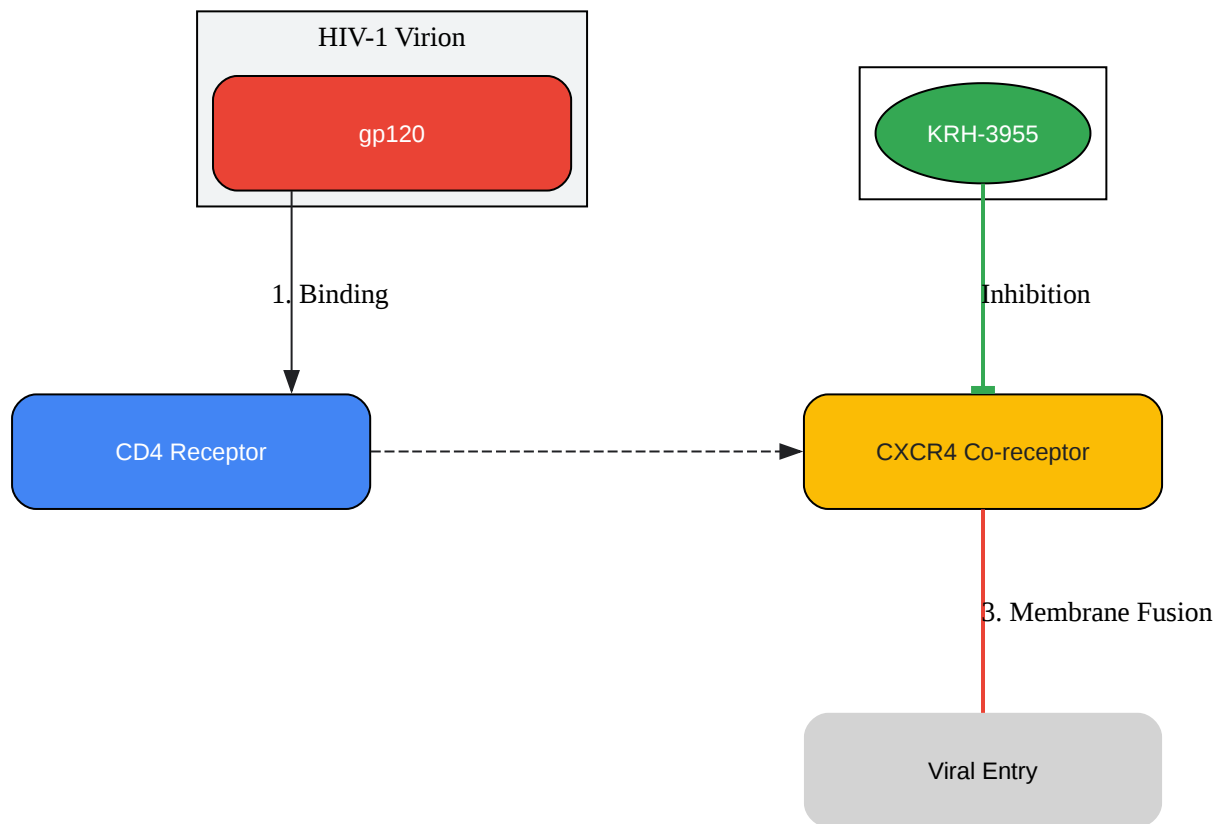 HIV-1 Virion
gp120
KRH-3955
1. Binding
Inhibition
CD4 Receptor
CXCR4 Co-receptor
3. Membrane Fusion
Viral Entry